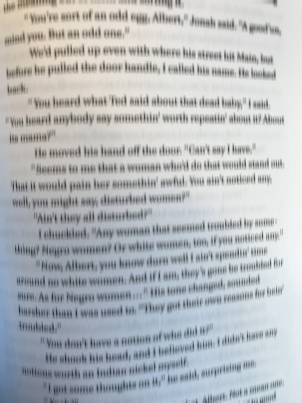 "You're sort of an odd egg, Albert," Jonah said. "A good'un,
mind you. But an odd one."
We'd pulled up even with where his street hit Main, but
before he pulled the door handle, I called his name. He looked
back.
"You heard what Ted said about that dead baby," I said.
"You heard anybody say somethin' worth repeatin' about it? About
its mama?"
He moved his hand off the door. "Can't say I have."
"Seems to me that a woman who'd do that would stand out.
That it would pain her somethin' awful. You ain't noticed any,
well, you might say, disturbed women?"
"Ain't they all disturbed?"
I chuckled. "Any woman that seemed troubled by some-
thing? Negro women? Or white women, too, if you noticed any."
"Now, Albert, you know durn well I ain't spendin' time
around no white women. And if I am, they's gone be troubled for
sure. As for Negro women . . ." His tone changed, sounded
harsher than I was used to. "They got their own reasons for bein'
troubled."
"You don't have a notion of who did it?"
He shook his head, and I believed him. I didn't have any
notions myself.
"I got some thoughts on it," he said, surprising me.
Albert. Not a mean one.